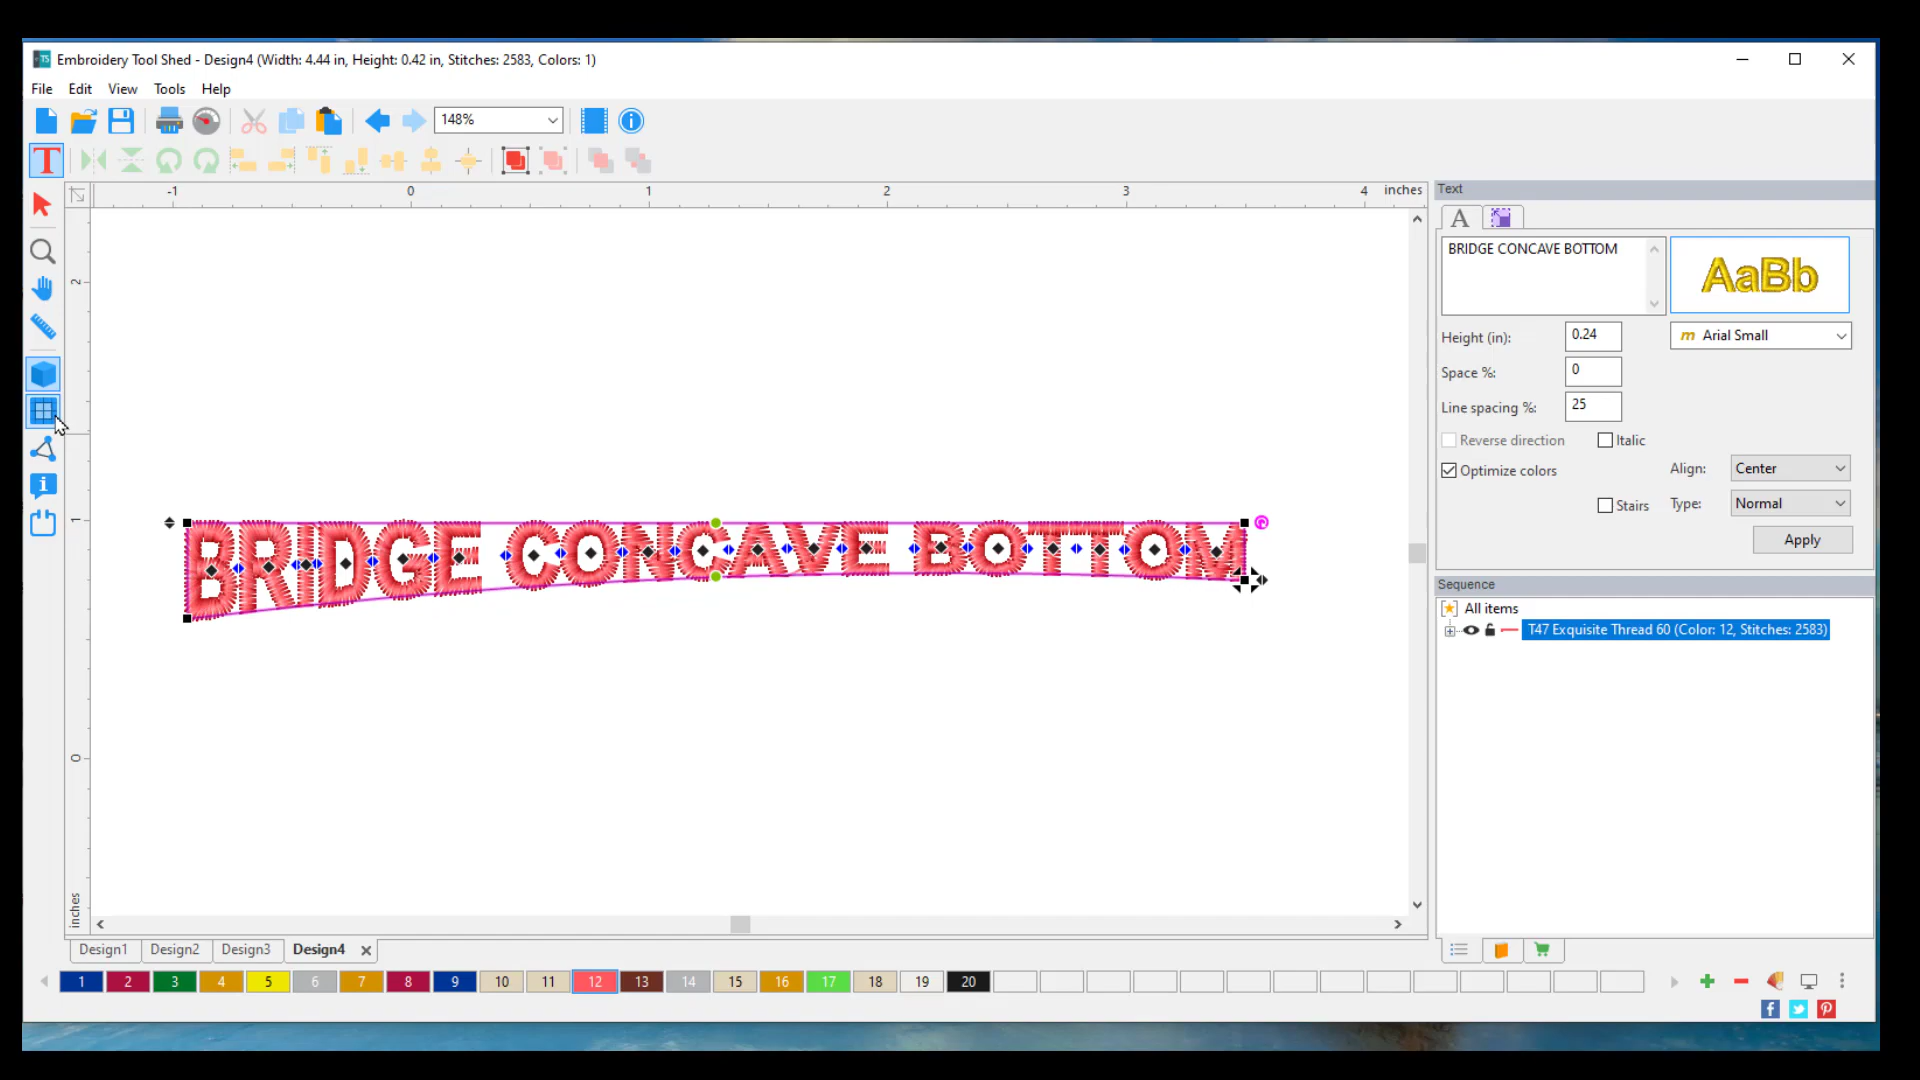 Embroidery Tool Shed - Design4 (Width: 4.44 in, Height: 0.42 in, Stitches: 2583, Colors: 1)
File Edit View Tools Help
148%
T
-1 0 1 2 3 4 inches
2
1
0
inches
BRIDGE CONCAVE BOTTOM
Text
A
BRIDGE CONCAVE BOTTOM
AaBb
Height (in): 0.24
m Arial Small
Space %: 0
Line spacing %: 25
Reverse direction
Italic
Optimize colors
Align: Center
Stairs
Type: Normal
Apply
Sequence
All items
T47 Exquisite Thread 60 (Color: 12, Stitches: 2583)
Design1 Design2 Design3 Design4
1 2 3 4 5 6 7 8 9 10 11 12 13 14 15 16 17 18 19 20